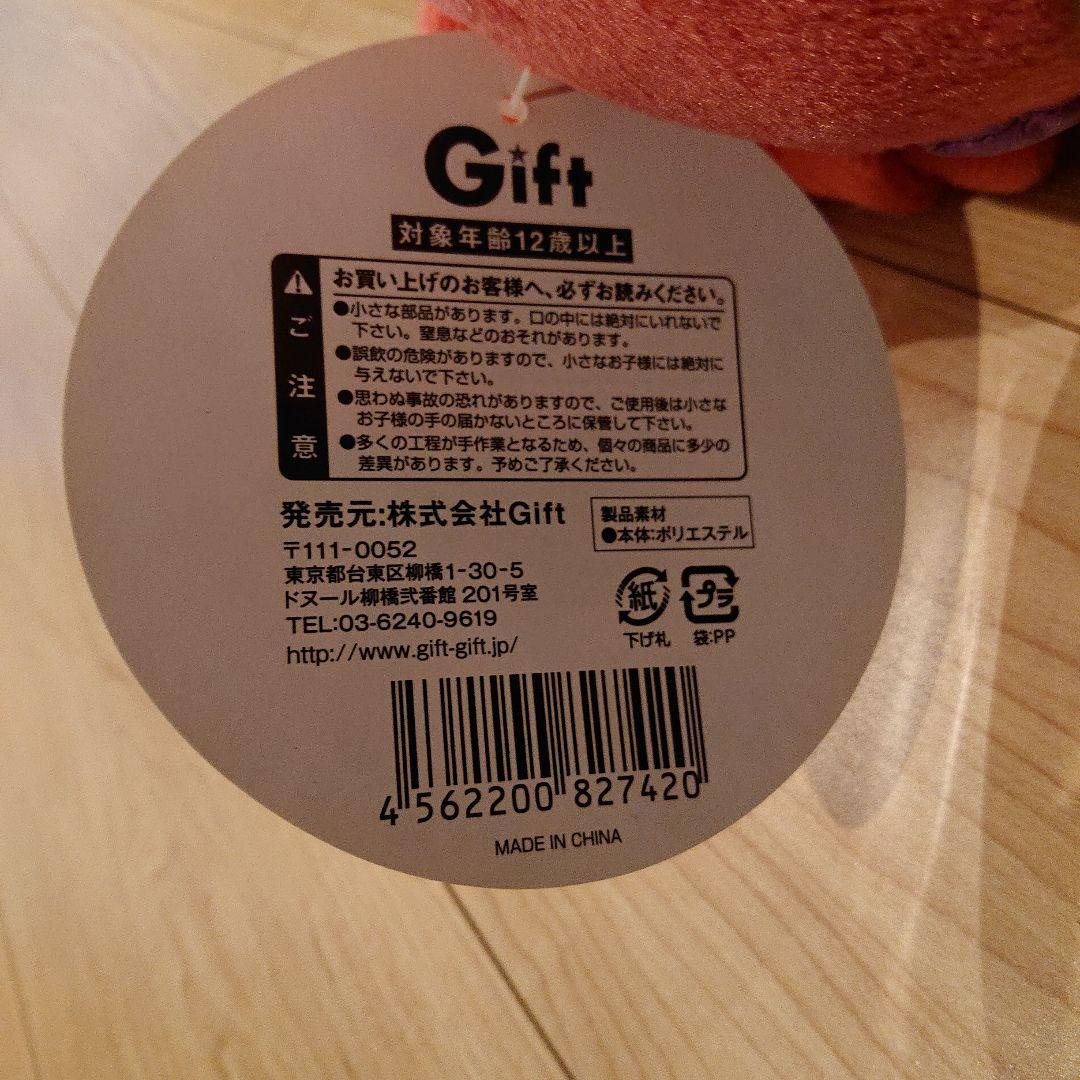 Gift
対象年齢12歳以上
ご注意
お買い上げのお客様へ、必ずお読みください。
●小さな部品があります。口の中には絶対にいれないで
下さい。窒息などのおそれがあります。
●誤飲の危険がありますので、小さなお子様には絶対に
与えないで下さい。
●思わぬ事故の恐れがありますので、ご使用後は小さな
お子様の手の届かないところに保管して下さい。
●多くの工程が手作業となるため、個々の商品に多少の
差異があります。予めご了承ください。
発売元:株式会社Gift
〒111-0052
東京都台東区柳橋1-30-5
ドヌール柳橋弐番館 201号室
TEL:03-6240-9619
http://www.gift-gift.jp/
製品素材
●本体:ポリエステル
紙
下げ札
プラ
袋:PP
4 562200 827420
MADE IN CHINA